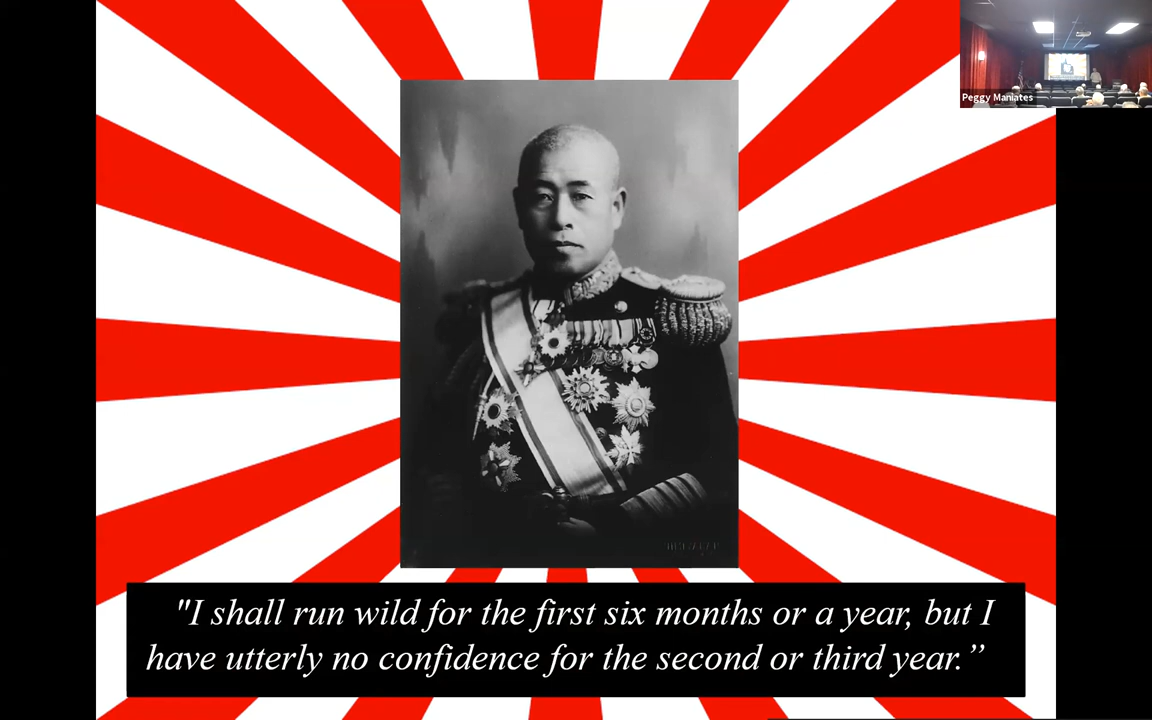 Peggy Maniates
"I shall run wild for the first six months or a year, but I
have utterly no confidence for the second or third year.”